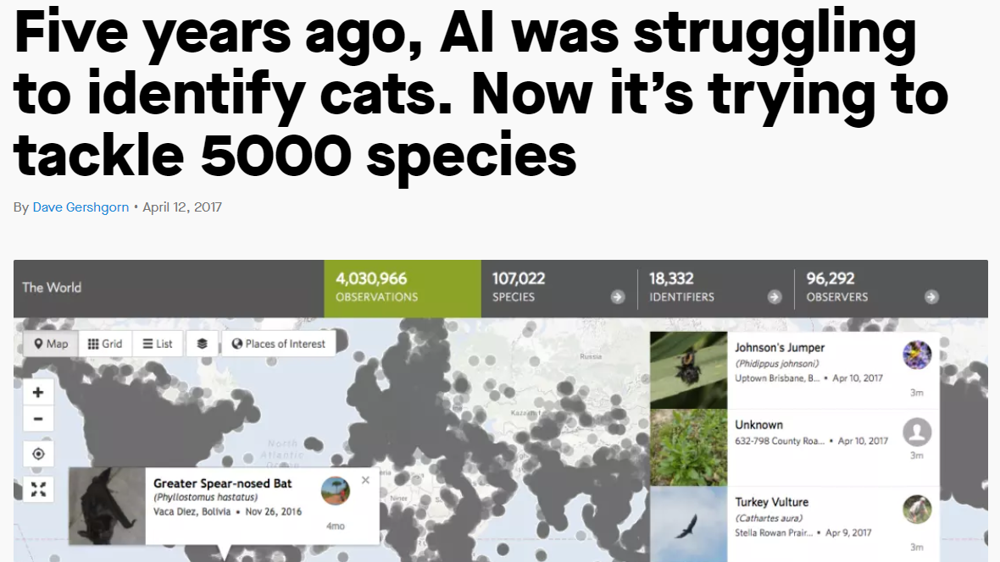 Five years ago, AI was struggling
to identify cats. Now it's trying to
tackle 5000 species
By Dave Gershgorn • April 12, 2017
The World
4,030,966
OBSERVATIONS
107,022
SPECIES
18,332
IDENTIFIERS
96,292
OBSERVERS
Map
Grid
List
Places of Interest
Russia
North
Atlantic
Greater Spear-nosed Bat
(Phyllostomus hastatus)
Vaca Diez, Bolivia • Nov 26, 2016
4mo
Niger
Johnson's Jumper
(Phidippus johnsoni)
Uptown Brisbane, B... • Apr 10, 2017
3m
Unknown
632-798 County Roa... • Apr 10, 2017
3m
Turkey Vulture
(Cathartes aura)
Stella Rowan Prair... • Apr 9, 2017
3m